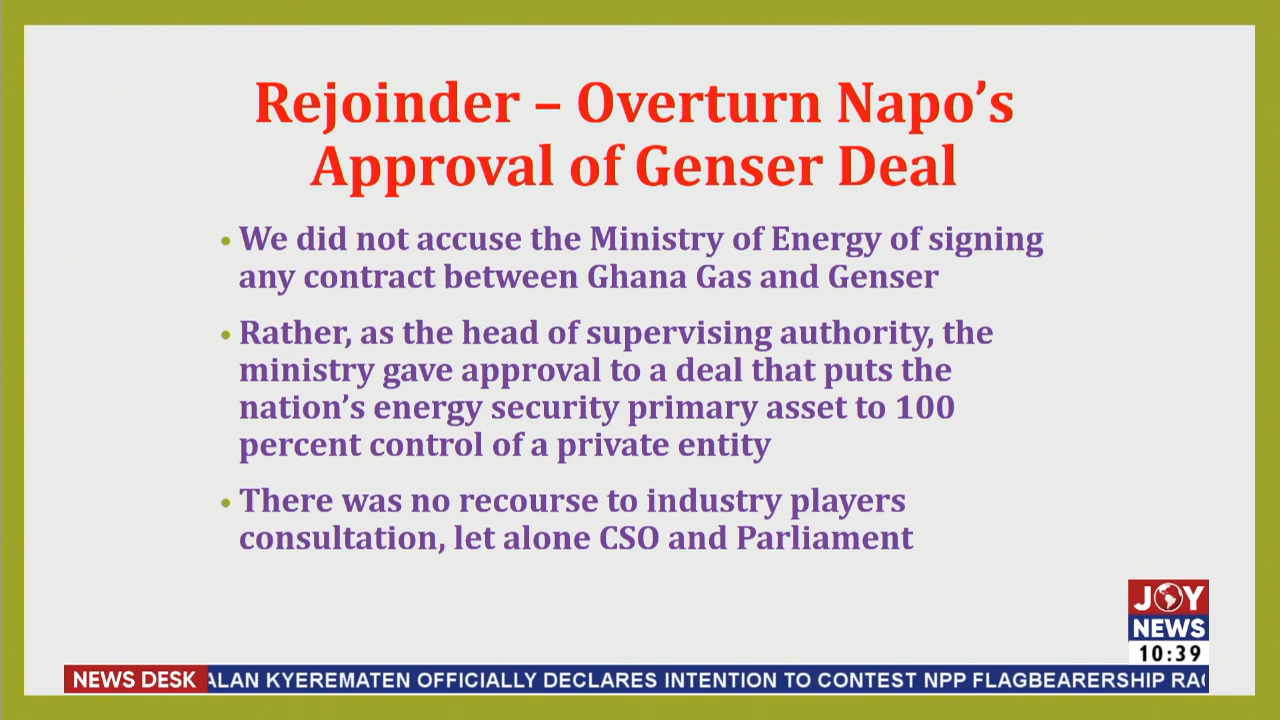 Rejoinder – Overturn Napo’s
Approval of Genser Deal
• We did not accuse the Ministry of Energy of signing
any contract between Ghana Gas and Genser
• Rather, as the head of supervising authority, the
ministry gave approval to a deal that puts the
nation’s energy security primary asset to 100
percent control of a private entity
• There was no recourse to industry players
consultation, let alone CSO and Parliament
JOY
NEWS
10:39
NEWS DESK
ALAN KYEREMATEN OFFICIALLY DECLARES INTENTION TO CONTEST NPP FLAGBEARERSHIP